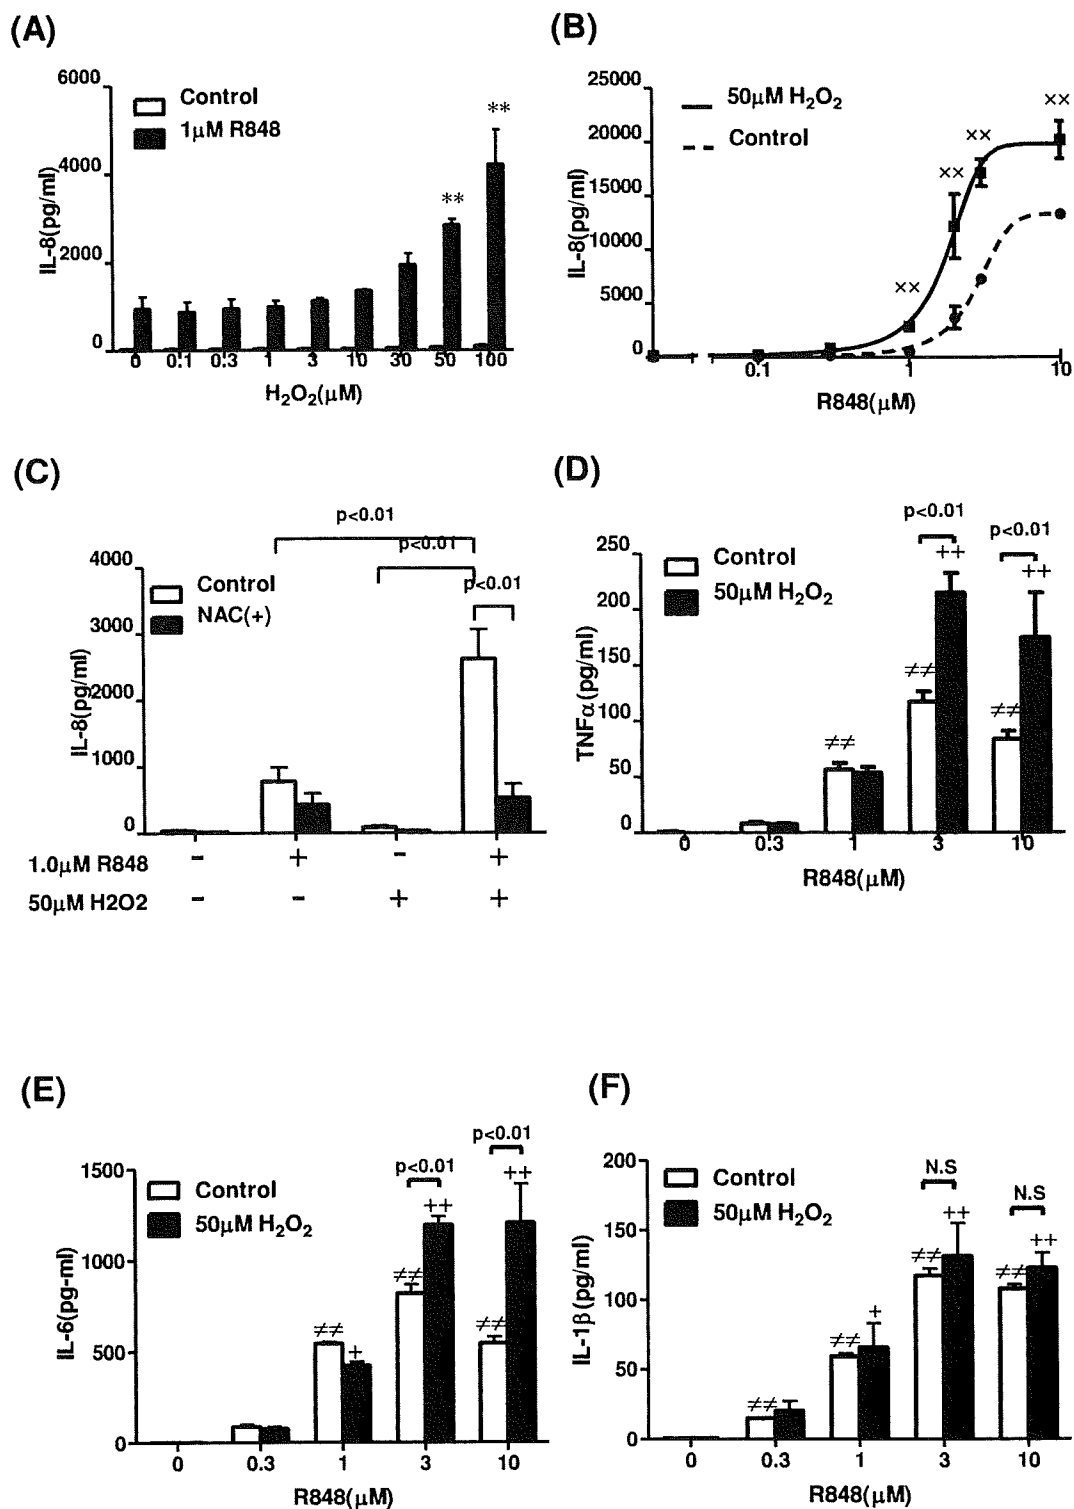 (A)
6000
4000
2000
0
IL-8(pg/ml)
Control
1μM R848
**
**
0 0.1 0.3 1 3 10 30 50 100
H₂O₂(μM)
(B)
25000
20000
15000
10000
5000
0
IL-8(pg/ml)
50μM H₂O₂
Control
××
××
××
××
0.1 1 10
R848(μM)
(C)
p<0.01
p<0.01
p<0.01
4000
3000
2000
1000
0
IL-8(pg/ml)
Control
NAC(+)
1.0μM R848 - + - +
50μM H2O2 - - + +
(D)
p<0.01
p<0.01
250
200
150
100
50
0
TNFα(pg/ml)
Control
50μM H₂O₂
≠≠
≠≠
++
≠≠
++
0 0.3 1 3 10
R848(μM)
(E)
p<0.01
p<0.01
1500
1000
500
0
IL-6(pg-ml)
Control
50μM H₂O₂
≠≠
+
≠≠
++
≠≠
++
0 0.3 1 3 10
R848(μM)
(F)
N.S
N.S
200
150
100
50
0
IL-1β(pg/ml)
Control
50μM H₂O₂
≠≠
≠≠
+
≠≠
++
≠≠
++
0 0.3 1 3 10
R848(μM)